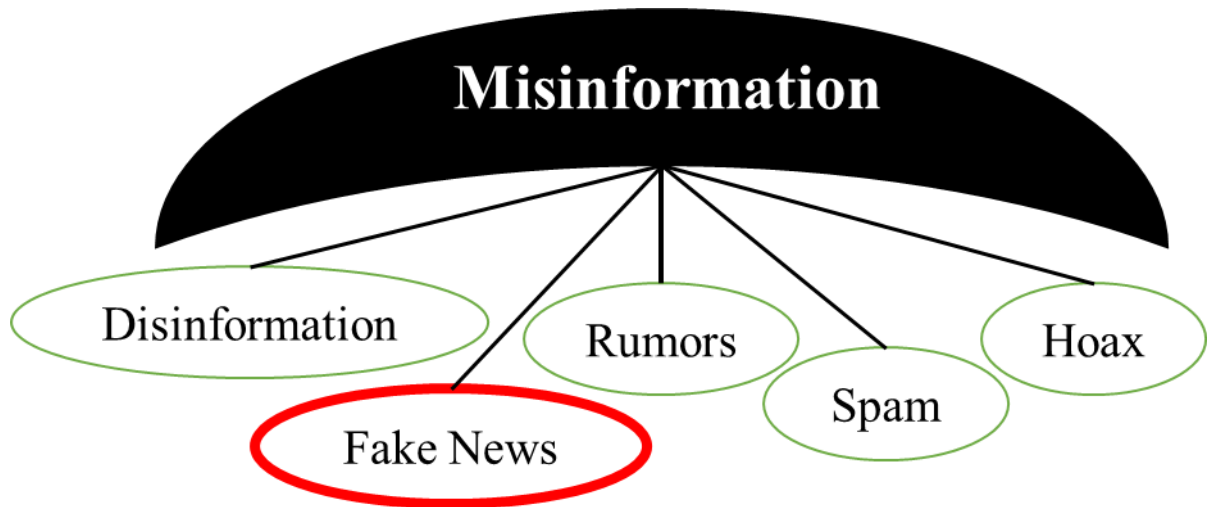 Misinformation
Disinformation
Fake News
Rumors
Spam
Hoax